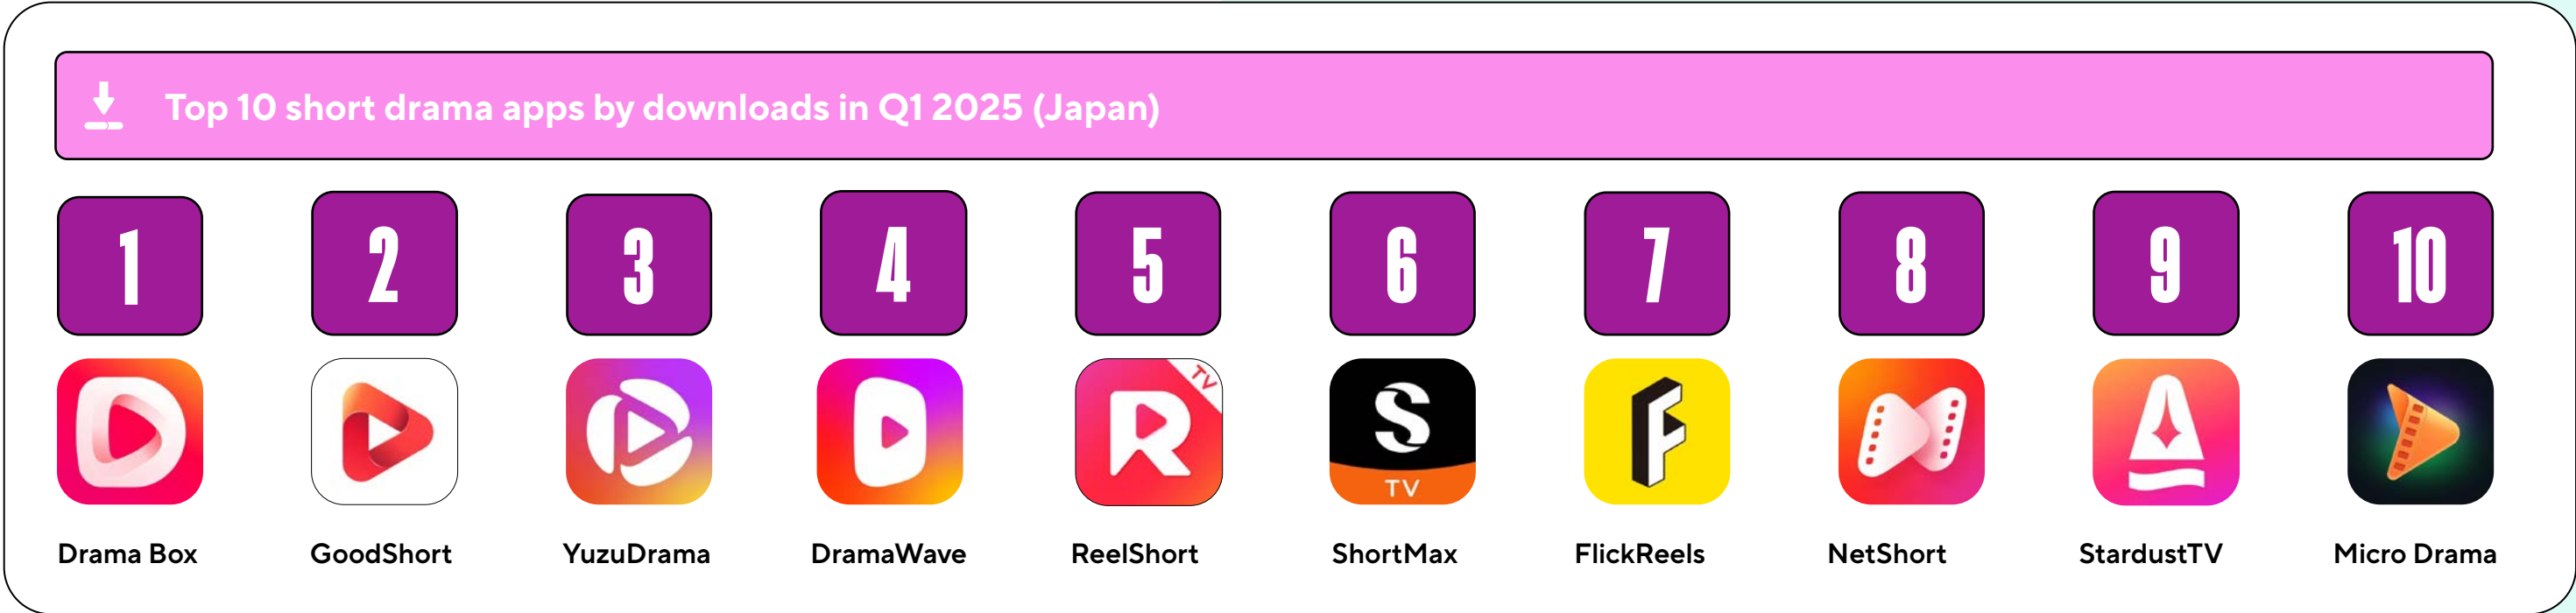 Top 10 short drama apps by downloads in Q1 2025 (Japan)
1 2 3 4 5 6 7 8 9 10
TV
S
TV
Drama Box GoodShort YuzuDrama DramaWave ReelShort ShortMax FlickReels NetShort StardustTV Micro Drama